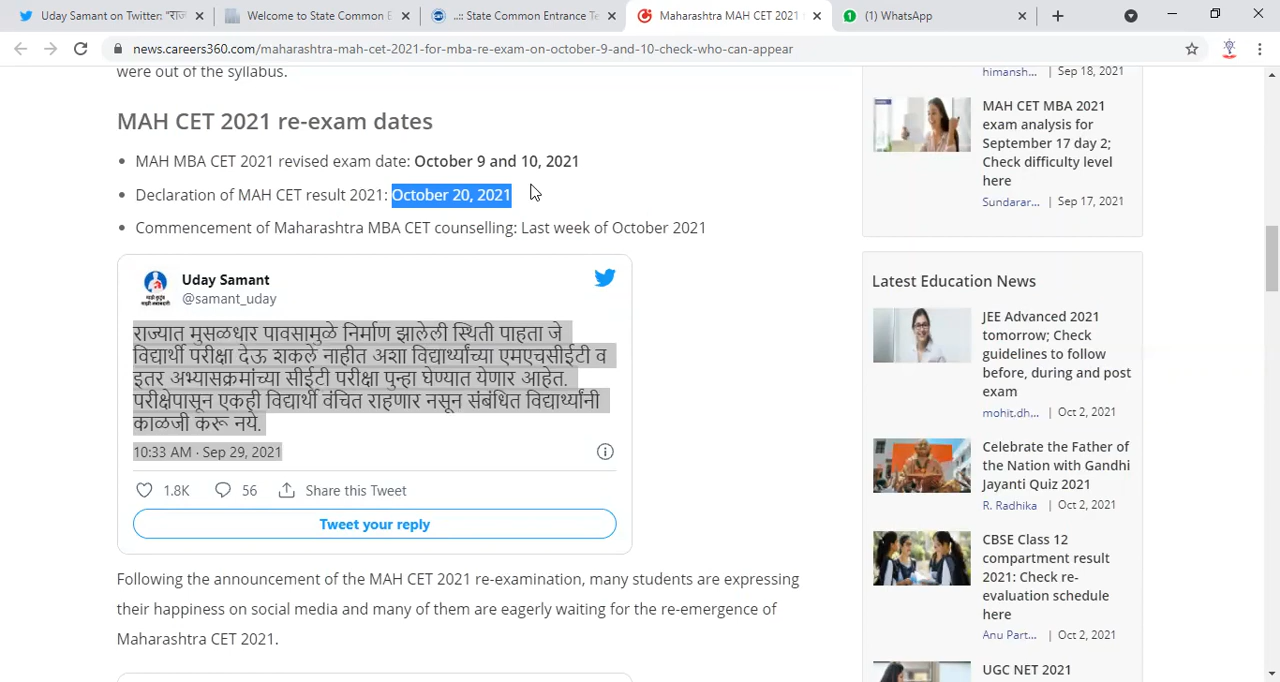 Uday Samant on Twitter: "राज
Welcome to State Common E
..:: State Common Entrance Te
Maharashtra MAH CET 2021
(1) WhatsApp
news.careers360.com/maharashtra-mah-cet-2021-for-mba-re-exam-on-october-9-and-10-check-who-can-appear
were out of the syllabus.
MAH CET 2021 re-exam dates
MAH MBA CET 2021 revised exam date: October 9 and 10, 2021
Declaration of MAH CET result 2021: October 20, 2021
Commencement of Maharashtra MBA CET counselling: Last week of October 2021
Uday Samant
@samant_uday
राज्यात मुसळधार पावसामुळे निर्माण झालेली स्थिती पाहता जे
विद्यार्थी परीक्षा देऊ शकले नाहीत अशा विद्यार्थ्यांच्या एमएचसीईटी व
इतर अभ्यासक्रमांच्या सीईटी परीक्षा पुन्हा घेण्यात येणार आहेत.
परीक्षेपासून एकही विद्यार्थी वंचित राहणार नसून संबंधित विद्यार्थ्यांनी
काळजी करू नये.
10:33 AM · Sep 29, 2021
1.8K 56 Share this Tweet
Tweet your reply
Following the announcement of the MAH CET 2021 re-examination, many students are expressing
their happiness on social media and many of them are eagerly waiting for the re-emergence of
Maharashtra CET 2021.
himansh... | Sep 18, 2021
MAH CET MBA 2021
exam analysis for
September 17 day 2;
Check difficulty level
here
Sundarar... | Sep 17, 2021
Latest Education News
JEE Advanced 2021
tomorrow; Check
guidelines to follow
before, during and post
exam
mohit.dh... | Oct 2, 2021
Celebrate the Father of
the Nation with Gandhi
Jayanti Quiz 2021
R. Radhika | Oct 2, 2021
CBSE Class 12
compartment result
2021: Check re-
evaluation schedule
here
Anu Part... | Oct 2, 2021
UGC NET 2021